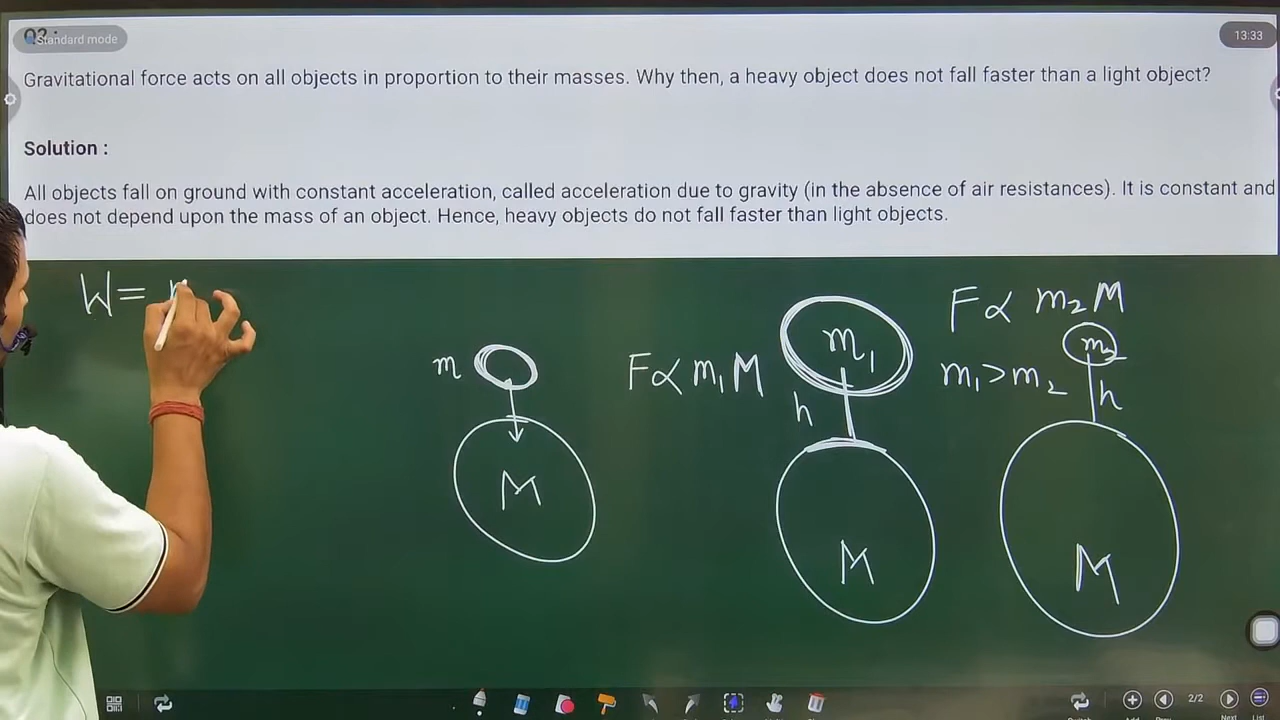 Q2 :
Standard mode
13:33
Gravitational force acts on all objects in proportion to their masses. Why then, a heavy object does not fall faster than a light object?
Solution :
All objects fall on ground with constant acceleration, called acceleration due to gravity (in the absence of air resistances). It is constant and
does not depend upon the mass of an object. Hence, heavy objects do not fall faster than light objects.
W =
m
M
F ∝ m₁M
m₁
h
M
F ∝ m₂M
m₁ > m₂
m₂
h
M
2/2